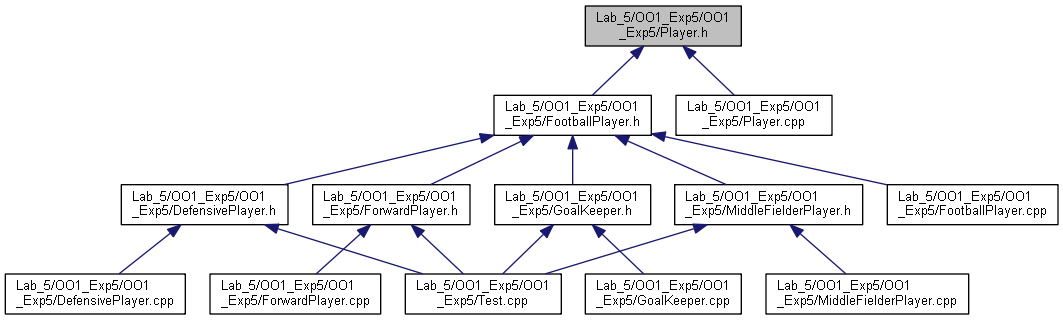 Lab_5/OO1_Exp5/OO1
_Exp5/Player.h
Lab_5/OO1_Exp5/OO1
_Exp5/FootballPlayer.h
Lab_5/OO1_Exp5/OO1
_Exp5/Player.cpp
Lab_5/OO1_Exp5/OO1
_Exp5/DefensivePlayer.h
Lab_5/OO1_Exp5/OO1
_Exp5/ForwardPlayer.h
Lab_5/OO1_Exp5/OO1
_Exp5/GoalKeeper.h
Lab_5/OO1_Exp5/OO1
_Exp5/MiddleFielderPlayer.h
Lab_5/OO1_Exp5/OO1
_Exp5/FootballPlayer.cpp
Lab_5/OO1_Exp5/OO1
_Exp5/DefensivePlayer.cpp
Lab_5/OO1_Exp5/OO1
_Exp5/ForwardPlayer.cpp
Lab_5/OO1_Exp5/OO1
_Exp5/Test.cpp
Lab_5/OO1_Exp5/OO1
_Exp5/GoalKeeper.cpp
Lab_5/OO1_Exp5/OO1
_Exp5/MiddleFielderPlayer.cpp